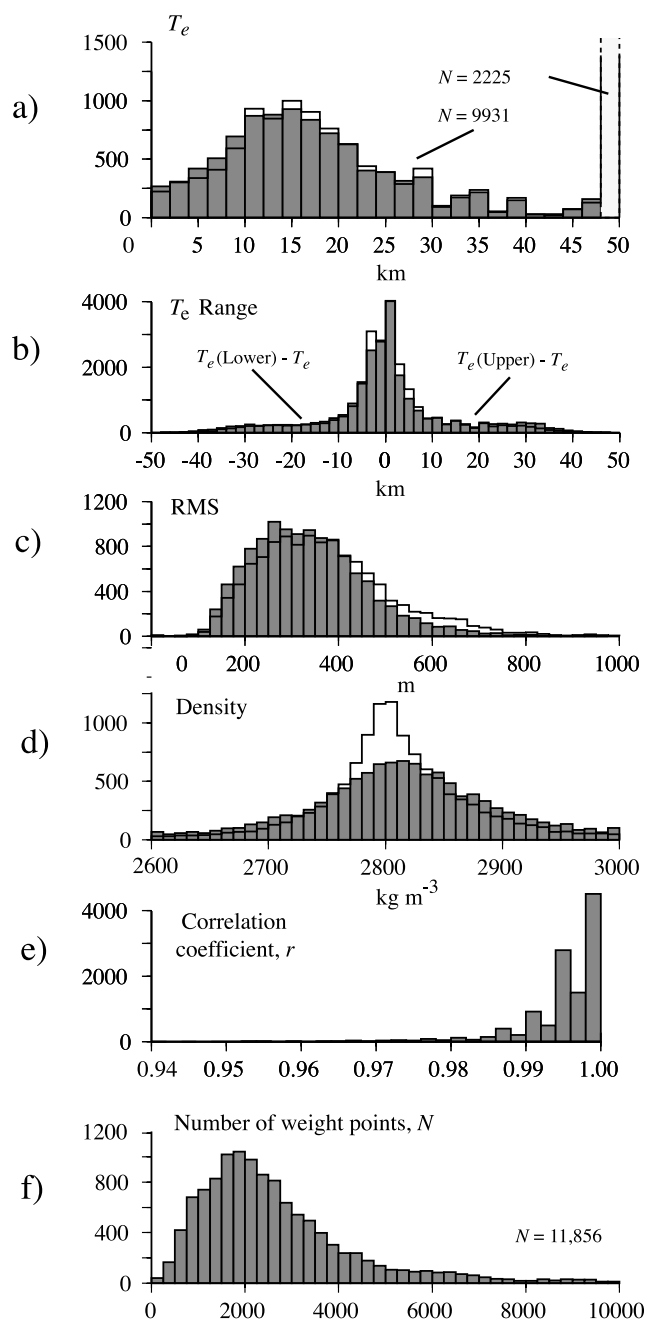 T_e
a)
1500
1000
500
0
N = 2225
N = 9931
0 5 10 15 20 25 30 35 40 45 50
km
b)
T_e Range
4000
2000
0
T_e (Lower) - T_e
T_e (Upper) - T_e
-50 -40 -30 -20 -10 0 10 20 30 40 50
km
c)
RMS
1200
800
400
0
0 200 400 600 800 1000
m
d)
Density
1000
500
0
2600 2700 2800 2900 3000
kg m^-3
e)
Correlation
coefficient, r
4000
2000
0
0.94 0.95 0.96 0.97 0.98 0.99 1.00
f)
Number of weight points, N
1200
800
400
0
N = 11,856
0 2000 4000 6000 8000 10000